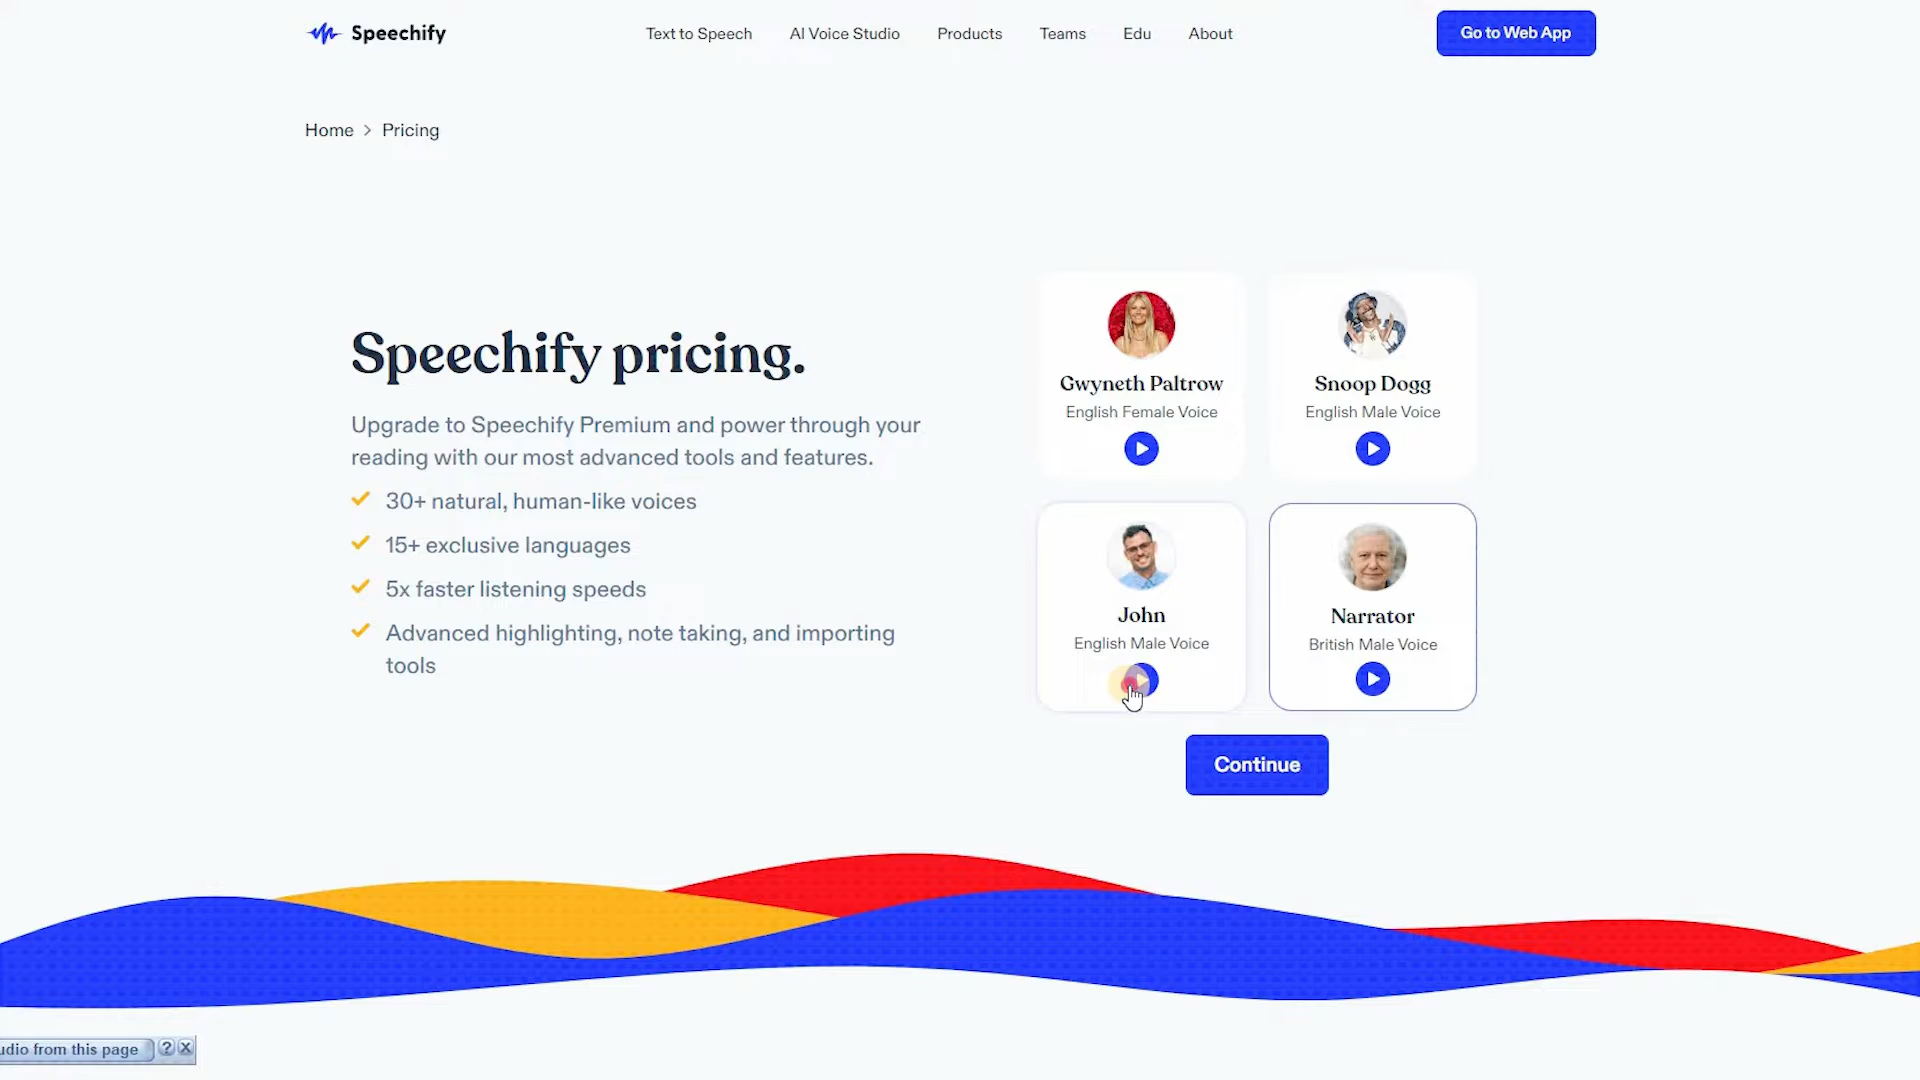 Speechify
Text to Speech
AI Voice Studio
Products
Teams
Edu
About
Go to Web App
Home > Pricing
Speechify pricing.
Upgrade to Speechify Premium and power through your
reading with our most advanced tools and features.
30+ natural, human-like voices
15+ exclusive languages
5x faster listening speeds
Advanced highlighting, note taking, and importing
tools
Gwyneth Paltrow
English Female Voice
Snoop Dogg
English Male Voice
John
English Male Voice
Narrator
British Male Voice
Continue
udio from this page
?
X